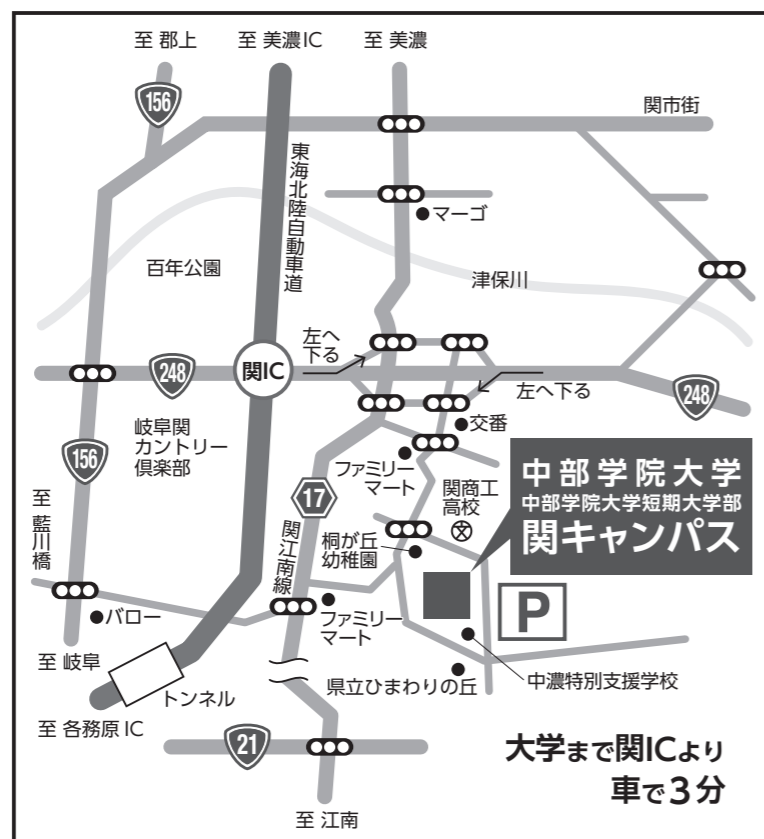 至 郡上
至 美濃IC
至 美濃
156
関市街
東海北陸自動車道
マーゴ
百年公園
津保川
左へ
下る
関IC
248
左へ下る
248
岐阜関
カントリー
倶楽部
交番
156
ファミリー
マート
関商工
高校
中部学院大学
中部学院大学短期大学部
関キャンパス
17
至 藍川橋
関江南線
桐が丘
幼稚園
文
P
バロー
ファミリー
マート
至 岐阜
トンネル
県立ひまわりの丘
中濃特別支援学校
至 各務原 IC
21
大学まで関ICより
車で3分
至 江南